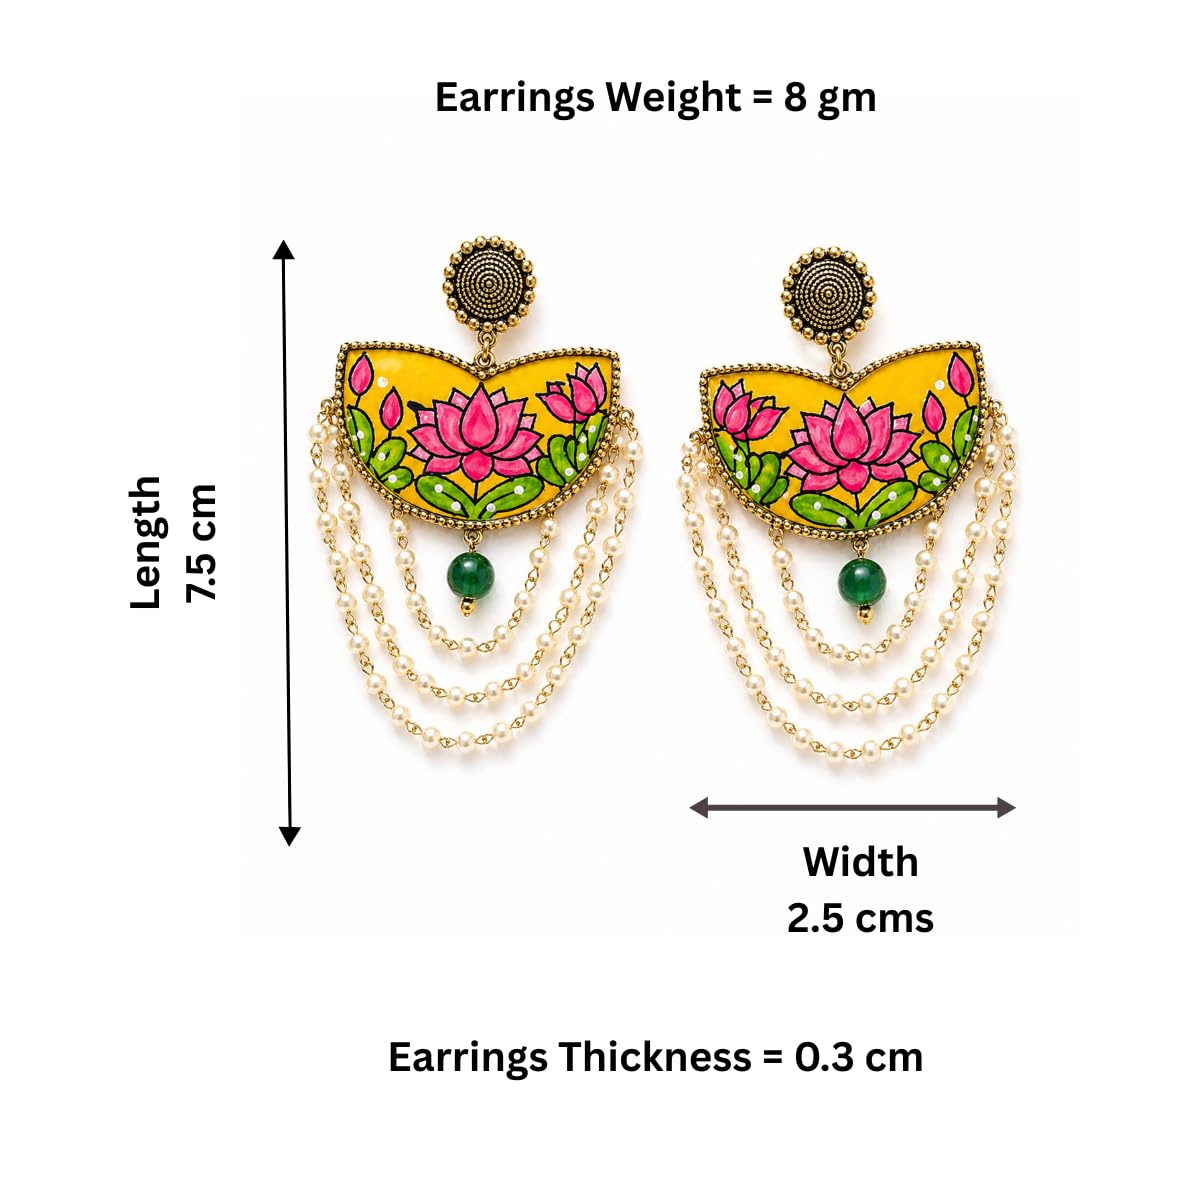 Earrings Weight = 8 gm
Length
7.5 cm
Width
2.5 cms
Earrings Thickness = 0.3 cm